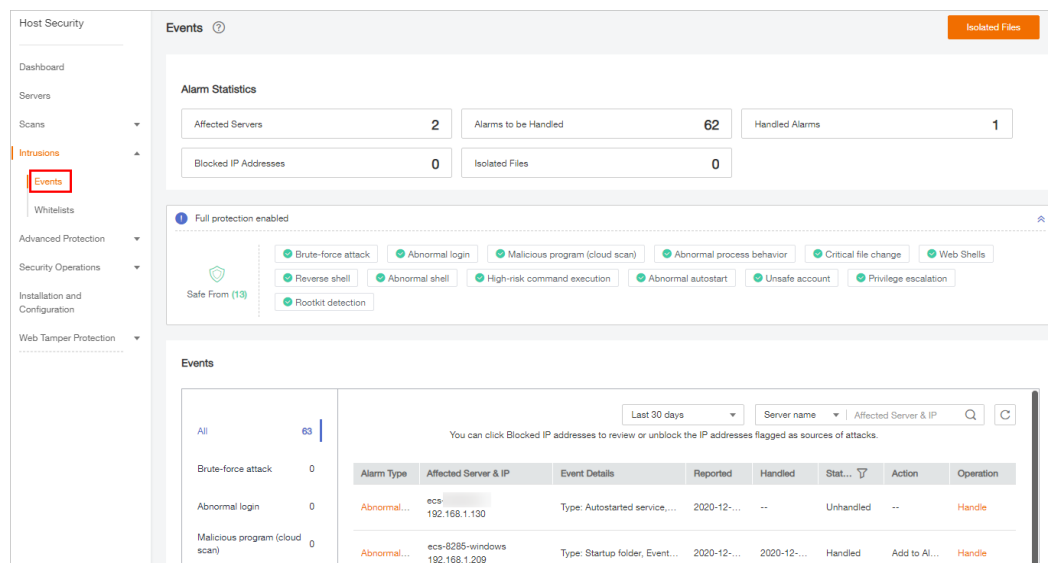 Host Security
Dashboard
Servers
Scans
Intrusions
Events
Whitelists
Advanced Protection
Security Operations
Installation and
Configuration
Web Tamper Protection
Events ?
Isolated Files
Alarm Statistics
Affected Servers 2
Alarms to be Handled 62
Handled Alarms 1
Blocked IP Addresses 0
Isolated Files 0
Full protection enabled
Safe From (13)
Brute-force attack Abnormal login Malicious program (cloud scan) Abnormal process behavior Critical file change Web Shells
Reverse shell Abnormal shell High-risk command execution Abnormal autostart Unsafe account Privilege escalation
Rootkit detection
Events
All 63
Brute-force attack 0
Abnormal login 0
Malicious program (cloud
scan) 0
Last 30 days Server name Affected Server & IP
You can click Blocked IP addresses to review or unblock the IP addresses flagged as sources of attacks.
Alarm Type Affected Server & IP Event Details Reported Handled Stat... Action Operation
Abnormal... ecs- Type: Autostarted service,... 2020-12-... -- Unhandled -- Handle
192.168.1.130
Abnormal... ecs-8285-windows Type: Startup folder, Event... 2020-12-... 2020-12-... Handled Add to Al... Handle
192.168.1.209